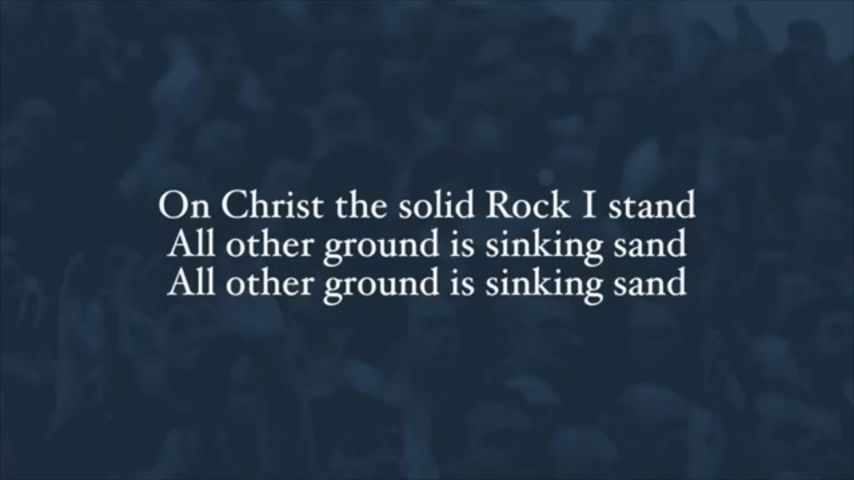 On Christ the solid Rock I stand
All other ground is sinking sand
All other ground is sinking sand